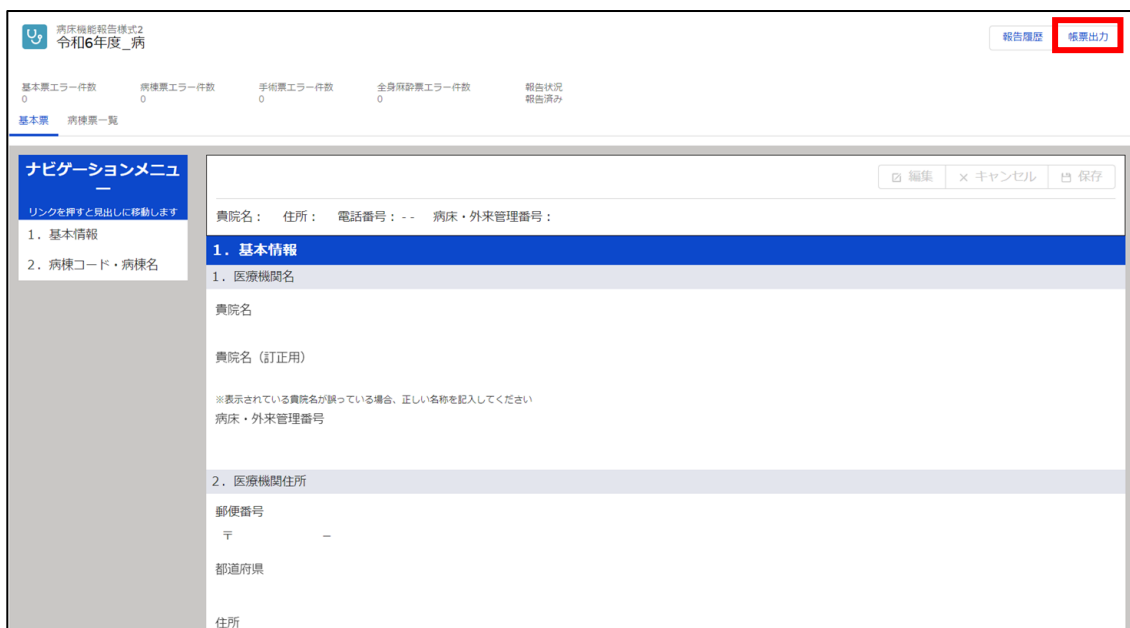 病床機能報告様式2
令和6年度_病
報告履歴 帳票出力
基本票エラー件数 病棟票エラー件数 手術票エラー件数 全身麻酔票エラー件数 報告状況
0 0 0 0 報告済み
基本票 病棟票一覧
ナビゲーションメニュ
ー
リンクを押すと見出しに移動します
1. 基本情報
2. 病棟コード・病棟名
編集 × キャンセル 保存
貴院名: 住所: 電話番号: - - 病床・外来管理番号:
1. 基本情報
1. 医療機関名
貴院名
貴院名（訂正用）
※表示されている貴院名が誤っている場合、正しい名称を記入してください
病床・外来管理番号
2. 医療機関住所
郵便番号
〒 －
都道府県
住所